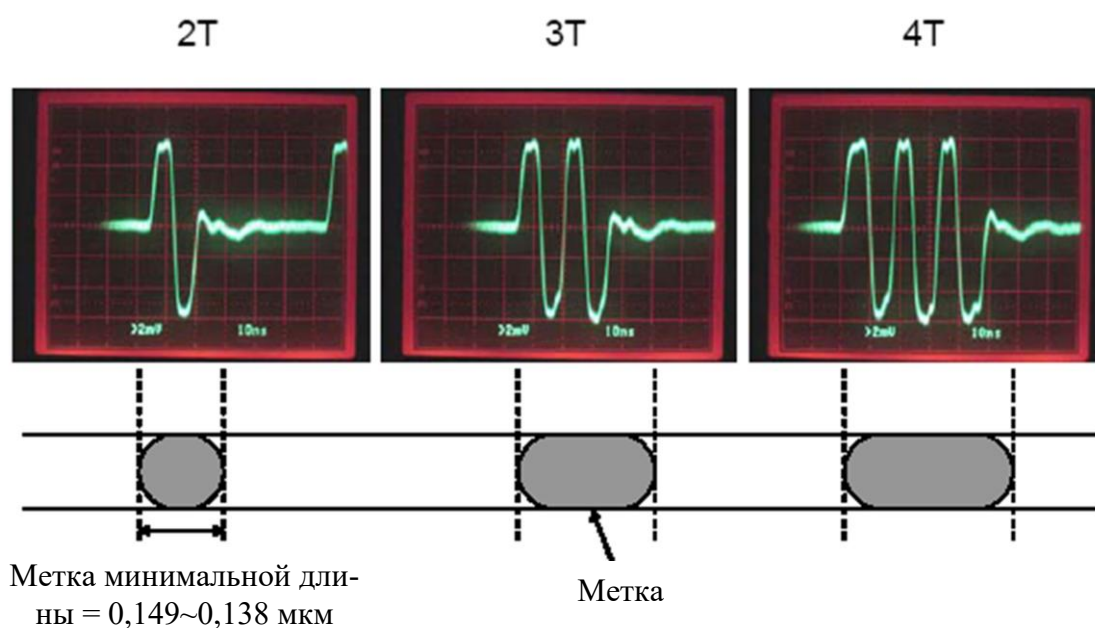 2T
3T
4T
>2mV 10ns
>2mV 10ns
>2mV 10ns
Метка минимальной дли-
ны = 0,149~0,138 мкм
Метка